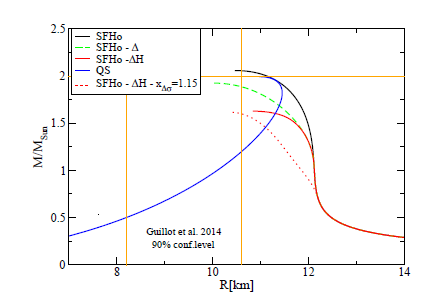 2.5
2
1.5
1
0.5
0
M/M_Sun
SFHo
SFHo - Δ
SFHo -ΔH
QS
SFHo - ΔH - x_Δσ=1.15
Guillot et al. 2014
90% conf.level
8
10
12
14
R[km]